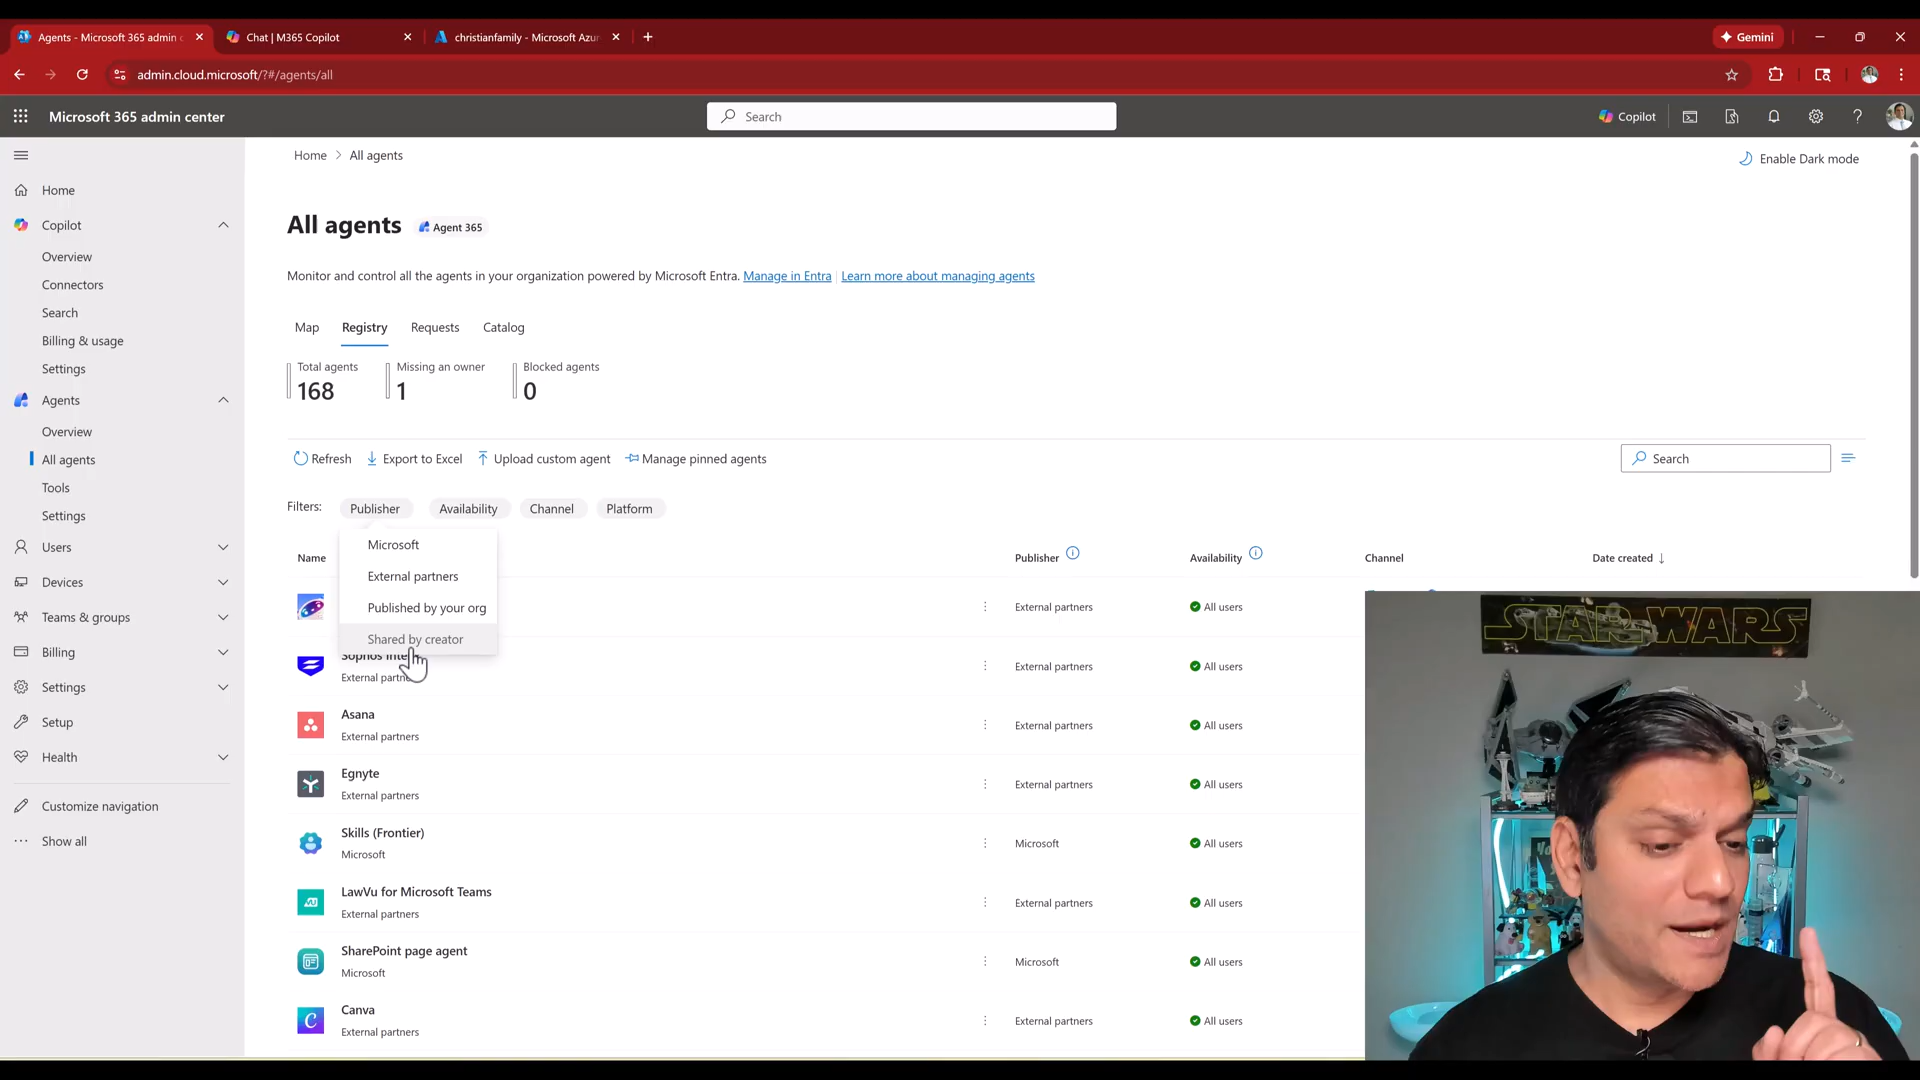 Agents - Microsoft 365 admin c
Chat | M365 Copilot
christianfamily - Microsoft Azur
Gemini
admin.cloud.microsoft/?#/agents/all
Microsoft 365 admin center
Search
Copilot
Home
Copilot
Overview
Connectors
Search
Billing & usage
Settings
Agents
Overview
All agents
Tools
Settings
Users
Devices
Teams & groups
Billing
Settings
Setup
Health
Customize navigation
Show all
Home > All agents
Enable Dark mode
All agents
Agent 365
Monitor and control all the agents in your organization powered by Microsoft Entra. Manage in Entra | Learn more about managing agents
Map Registry Requests Catalog
Total agents
168
Missing an owner
1
Blocked agents
0
Refresh Export to Excel Upload custom agent Manage pinned agents
Search
Filters: Publisher Availability Channel Platform
Microsoft
External partners
Published by your org
Shared by creator
Name Publisher Availability Channel Date created ↓
External partners All users
Sophos Inte
External partne
External partners All users
Asana
External partners
External partners All users
Egnyte
External partners
External partners All users
Skills (Frontier)
Microsoft
Microsoft All users
LawVu for Microsoft Teams
External partners
External partners All users
SharePoint page agent
Microsoft
Microsoft All users
Canva
External partners
External partners All users
STAR WARS